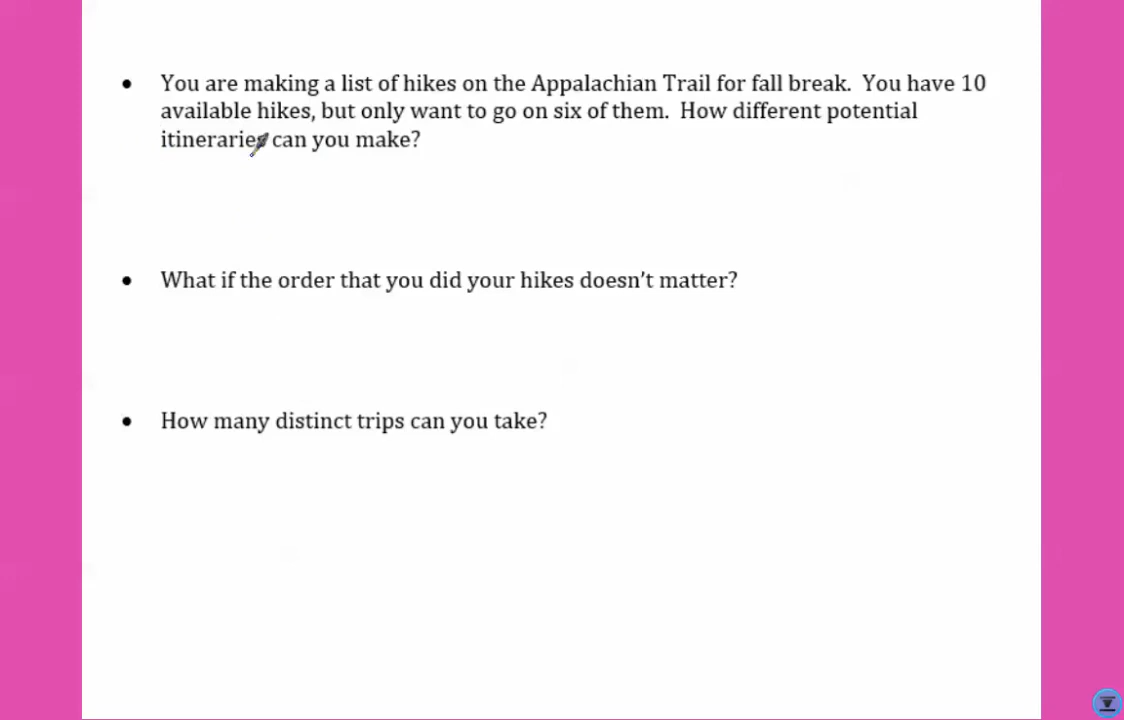 • You are making a list of hikes on the Appalachian Trail for fall break.  You have 10
available hikes, but only want to go on six of them.  How different potential
itineraries can you make?
• What if the order that you did your hikes doesn't matter?
• How many distinct trips can you take?